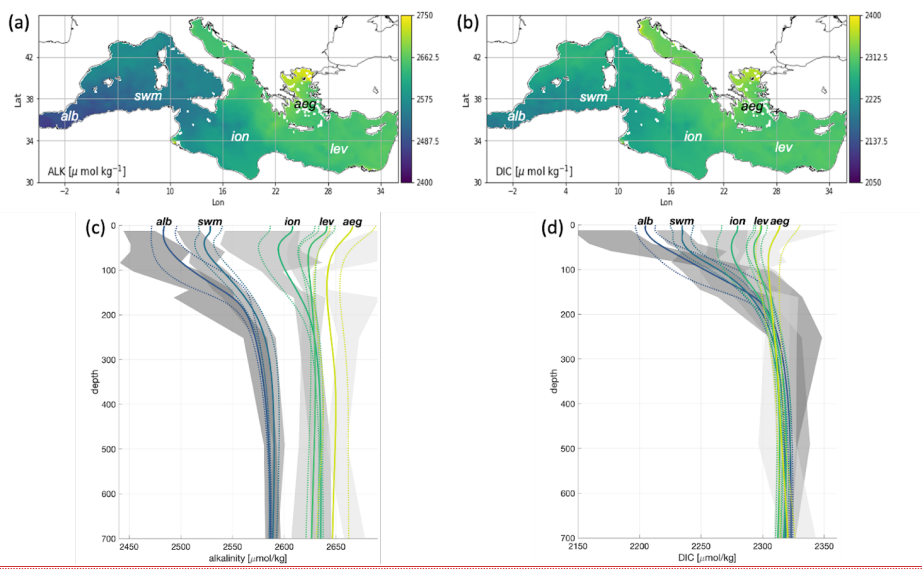 (a)
2750
2662.5
2575
2487.5
2400
42
38
34
30
Lat
alb
swm
ion
aeg
lev
ALK [μ mol kg⁻¹]
−2 4 10 16 22 28 34
Lon
(b)
2400
2312.5
2225
2137.5
2050
42
38
34
30
Lat
alb
swm
ion
aeg
lev
DIC [μ mol kg⁻¹]
−2 4 10 16 22 28 34
Lon
(c)
alb swm ion lev aeg
0
100
200
300
400
500
600
700
depth
2450 2500 2550 2600 2650
alkalinity [μmol/kg]
(d)
alb swm ion lev aeg
0
100
200
300
400
500
600
700
depth
2150 2200 2250 2300 2350
DIC [μmol/kg]